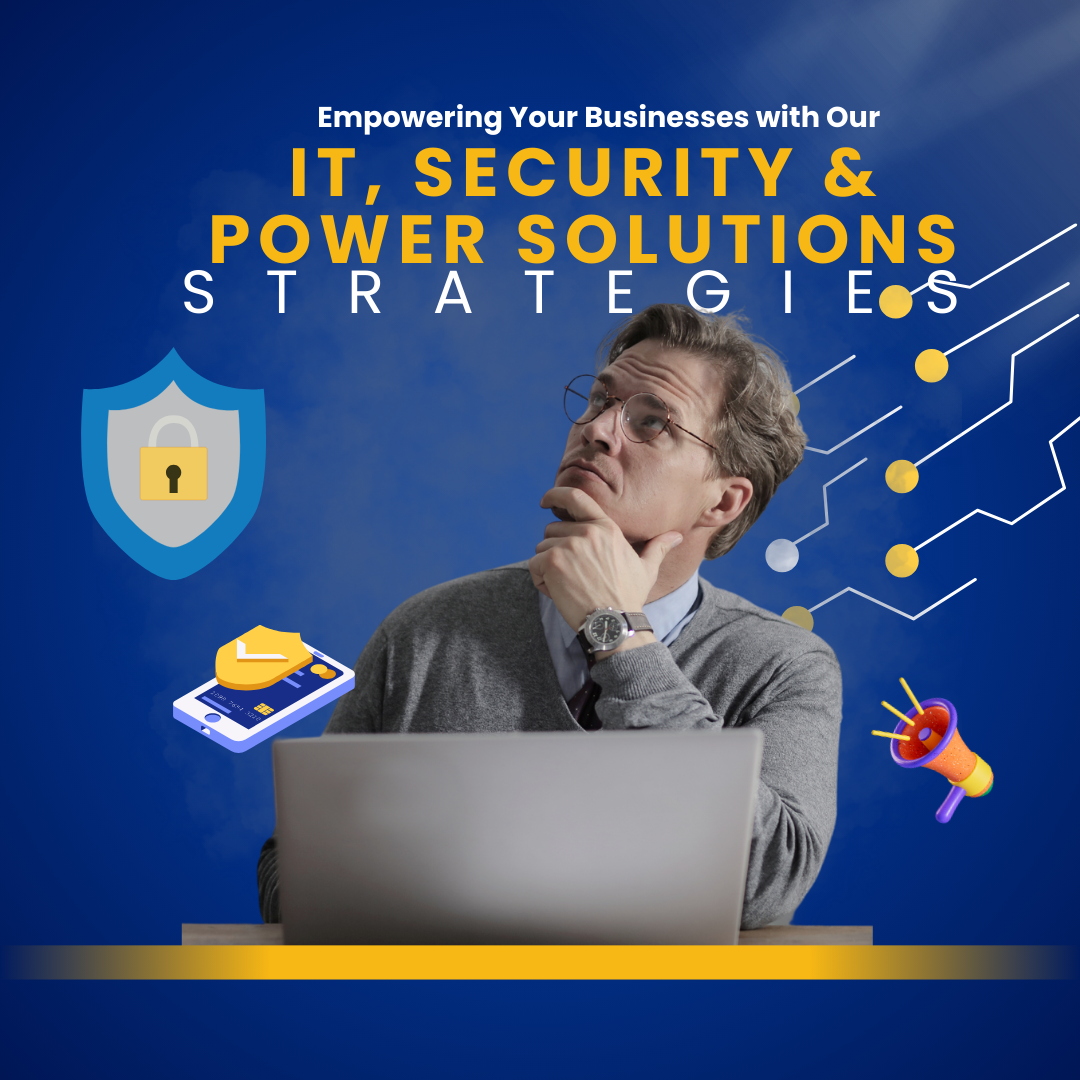 Empowering Your Businesses with Our
IT, SECURITY &
POWER SOLUTIONS
STRATEGIES